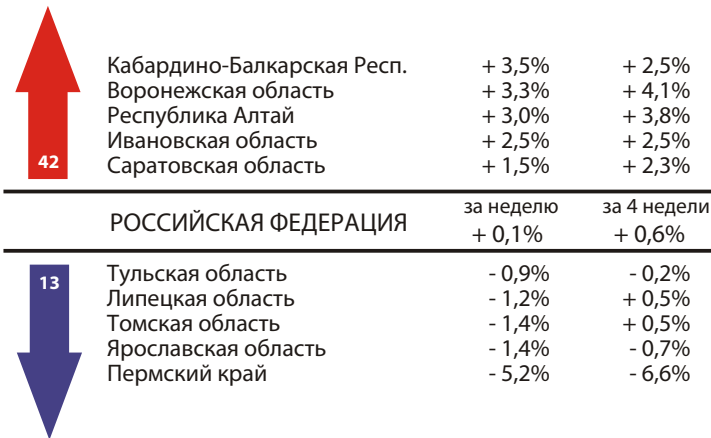 Кабардино-Балкарская Респ. + 3,5% + 2,5%
Воронежская область + 3,3% + 4,1%
Республика Алтай + 3,0% + 3,8%
Ивановская область + 2,5% + 2,5%
42 Саратовская область + 1,5% + 2,3%
за неделю за 4 недели
РОССИЙСКАЯ ФЕДЕРАЦИЯ + 0,1% + 0,6%
13 Тульская область - 0,9% - 0,2%
Липецкая область - 1,2% + 0,5%
Томская область - 1,4% + 0,5%
Ярославская область - 1,4% - 0,7%
Пермский край - 5,2% - 6,6%